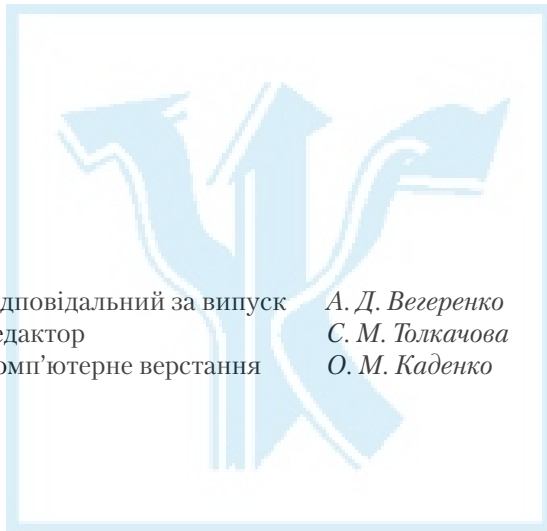 дповідальний за випуск А. Д. Вегеренко
едактор С. М. Толкачова
омп'ютерне верстання О. М. Каденко